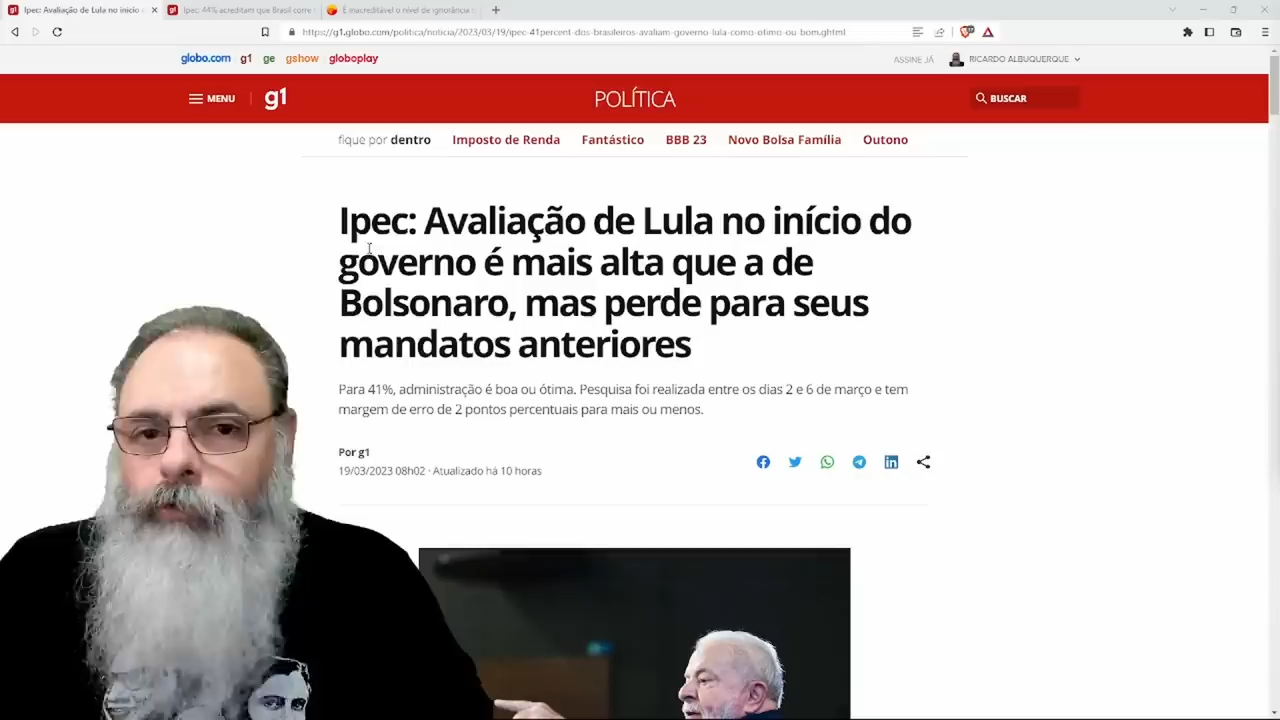 Ipec: Avaliação de Lula no início
Ipec: 44% acreditam que Brasil corre
É inacreditável o nível de ignorância
https://g1.globo.com/politica/noticia/2023/03/19/ipec-41percent-dos-brasileiros-avaliam-governo-lula-como-otimo-ou-bom.ghtml
globo.com g1 ge gshow globoplay
ASSINE JÁ RICARDO ALBUQUERQUE
MENU g1 POLÍTICA BUSCAR
fique por dentro Imposto de Renda Fantástico BBB 23 Novo Bolsa Família Outono
Ipec: Avaliação de Lula no início do
governo é mais alta que a de
Bolsonaro, mas perde para seus
mandatos anteriores
Para 41%, administração é boa ou ótima. Pesquisa foi realizada entre os dias 2 e 6 de março e tem
margem de erro de 2 pontos percentuais para mais ou menos.
Por g1
19/03/2023 08h02 · Atualizado há 10 horas